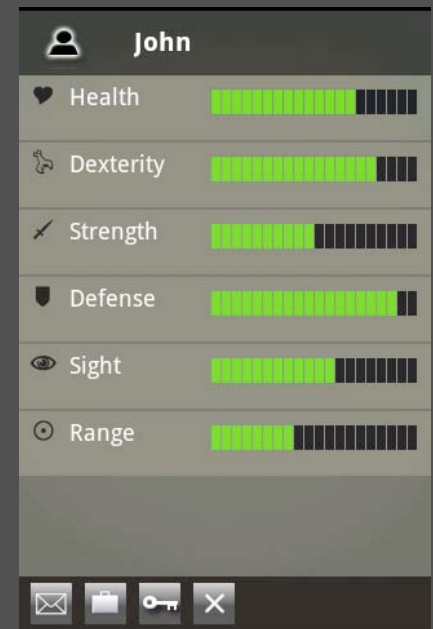 John
Health
Dexterity
Strength
Defense
Sight
Range